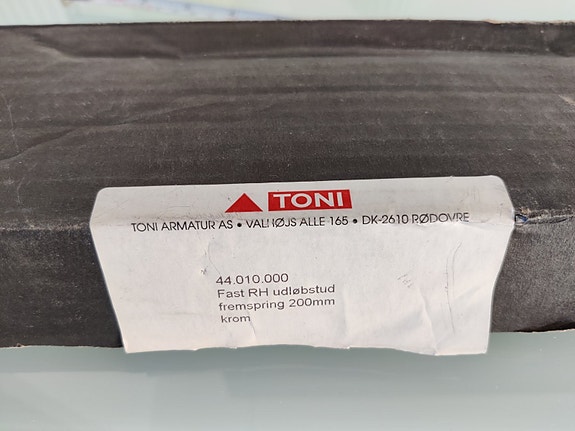 TONI
TONI ARMATUR AS • VALHØJS ALLE 165 • DK-2610 RØDOVRE
44.010.000
Fast RH udløbstud
fremspring 200mm
krom